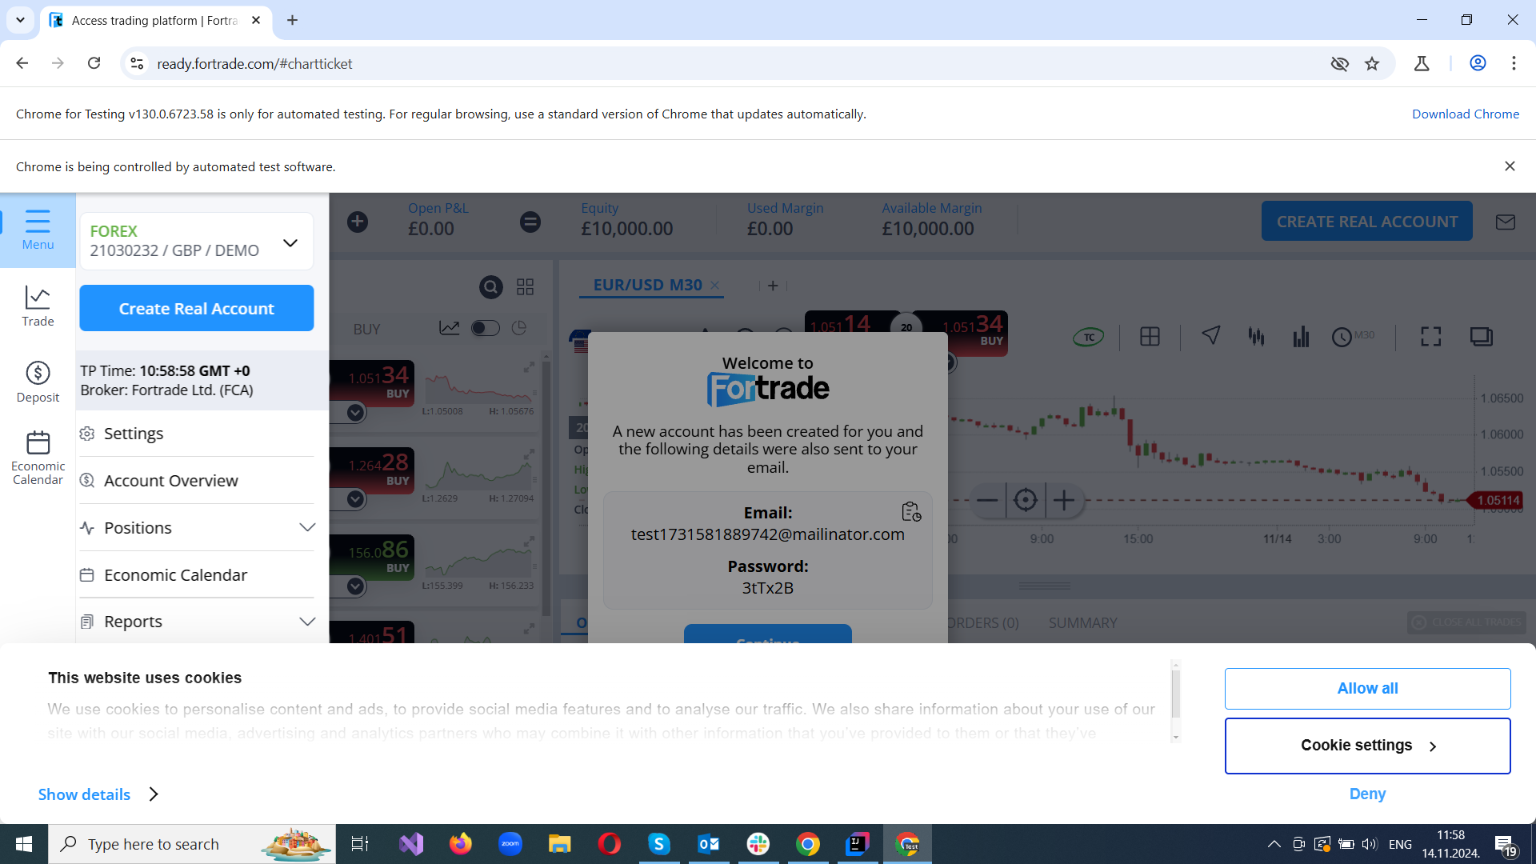 Access trading platform | Fortra
ready.fortrade.com/#chartticket
Chrome for Testing v130.0.6723.58 is only for automated testing. For regular browsing, use a standard version of Chrome that updates automatically.
Download Chrome
Chrome is being controlled by automated test software.
Menu
Trade
Deposit
Economic
Calendar
FOREX
21030232 / GBP / DEMO
Create Real Account
TP Time: 10:58:58 GMT +0
Broker: Fortrade Ltd. (FCA)
Settings
Account Overview
Positions
Economic Calendar
Reports
Open P&L
£0.00
Equity
£10,000.00
Used Margin
£0.00
Available Margin
£10,000.00
CREATE REAL ACCOUNT
BUY
1.05134
BUY
L:1.05008
H: 1.05676
1.26428
BUY
L:1.2629
H: 1.27094
156.086
BUY
L:155.399
H: 156.233
1.40151
EUR/USD M30
1.05114
20
1.05134
BUY
TC
M30
1.06500
1.06000
1.05500
1.05114
9:00
15:00
11/14
3:00
9:00
Welcome to
Fortrade
A new account has been created for you and
the following details were also sent to your
email.
Email:
test1731581889742@mailinator.com
Password:
3tTx2B
Continue
ORDERS (0)
SUMMARY
CLOSE ALL TRADES
This website uses cookies
We use cookies to personalise content and ads, to provide social media features and to analyse our traffic. We also share information about your use of our
site with our social media, advertising and analytics partners who may combine it with other information that you've provided to them or that they've
Show details
Allow all
Cookie settings
Deny
Type here to search
zoom
ENG
11:58
14.11.2024.
19